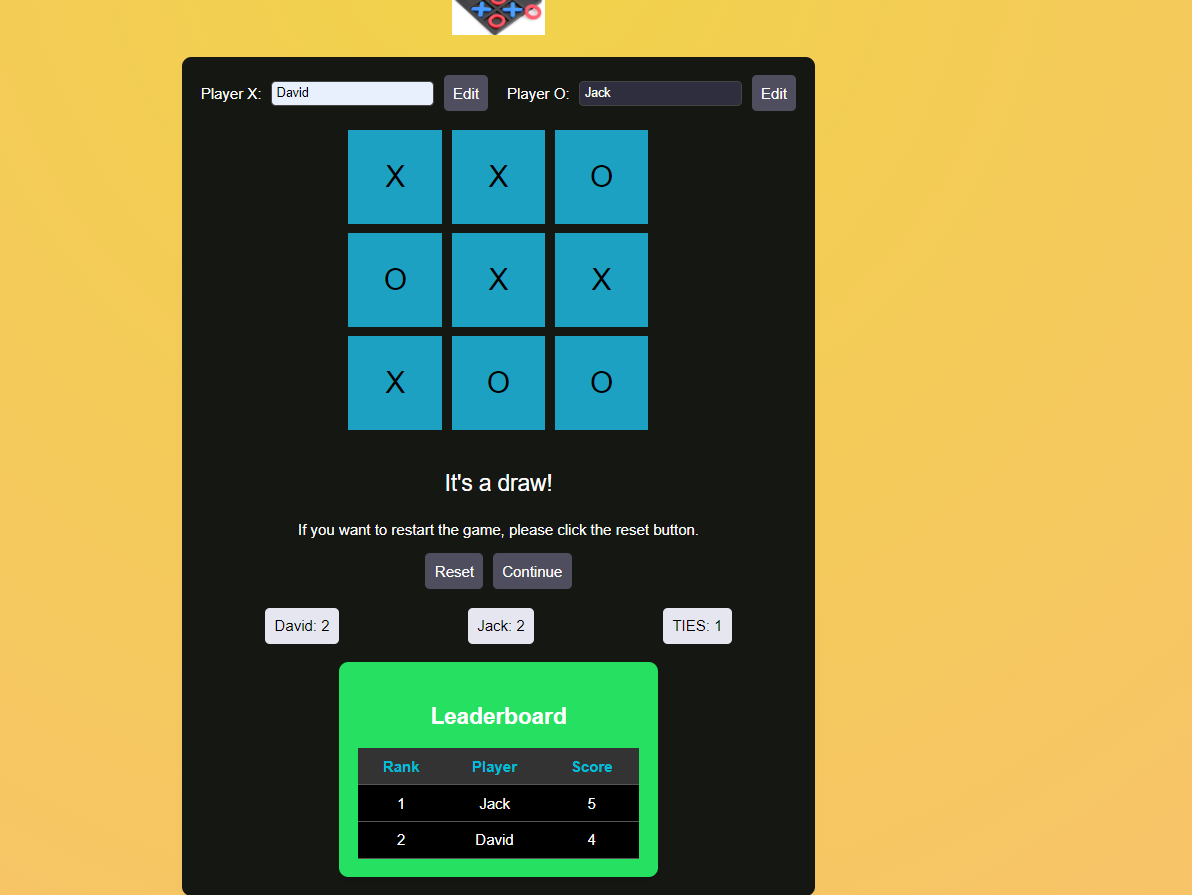 Player X: David Edit Player O: Jack Edit
X X O
O X X
X O O
It's a draw!
If you want to restart the game, please click the reset button.
Reset Continue
David: 2 Jack: 2 TIES: 1
Leaderboard
Rank Player Score
1 Jack 5
2 David 4